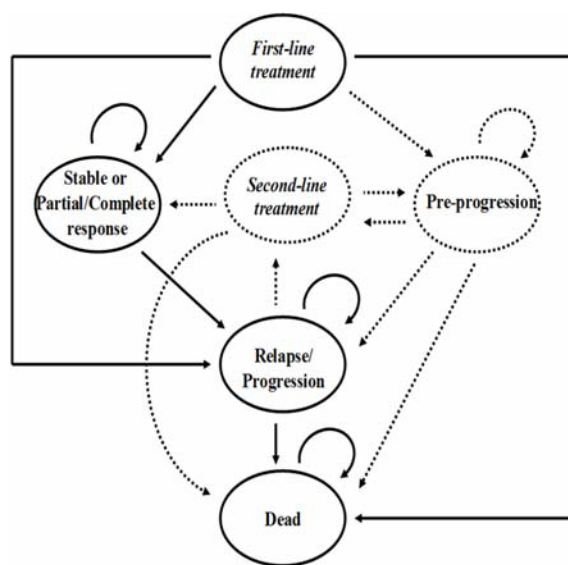 First-line
treatment
Stable or
Partial/Complete
response
Second-line
treatment
Pre-progression
Relapse/
Progression
Dead